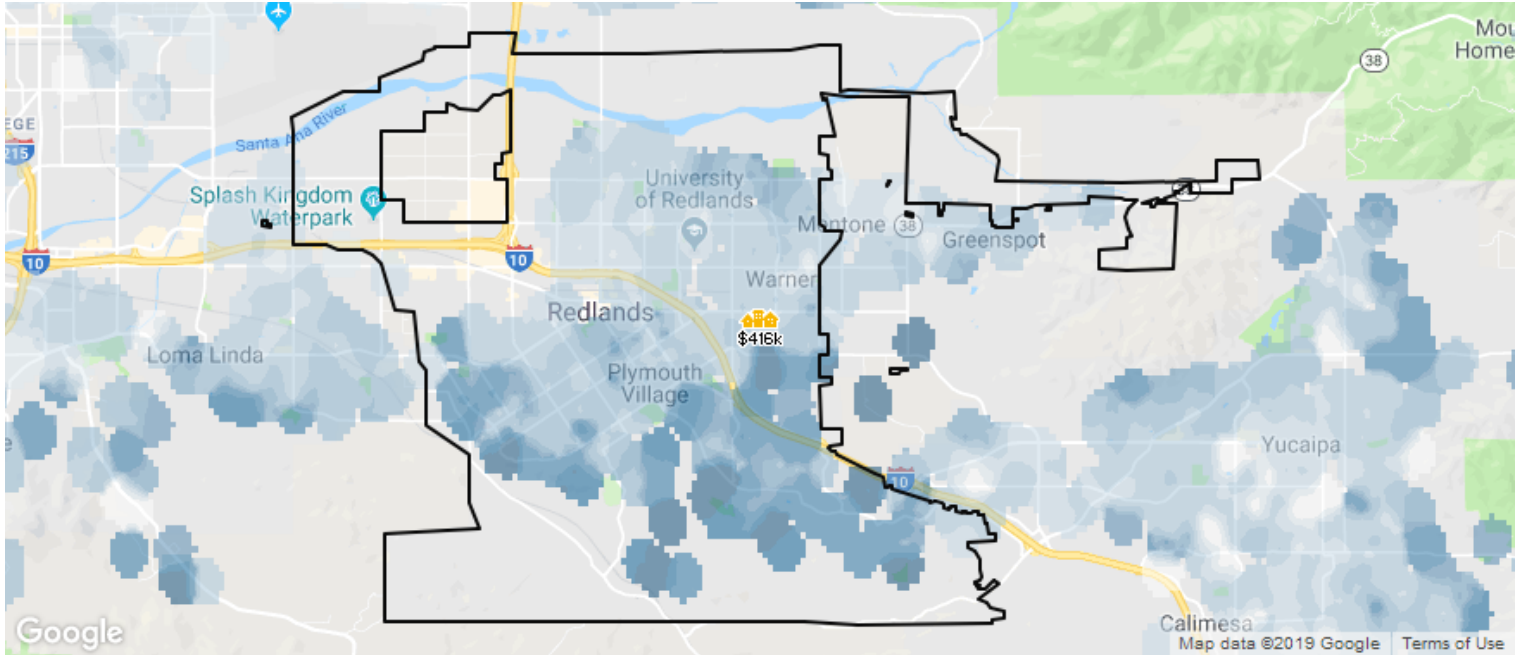 Mou
Home
38
EGE
215
Santa Ana River
Splash Kingdom
Waterpark
University
of Redlands
38
Mentone
38
Greenspot
10
10
Warner
Redlands
$416k
Loma Linda
Plymouth
Village
Yucaipa
10
Calimesa
Google
Map data ©2019 Google
Terms of Use